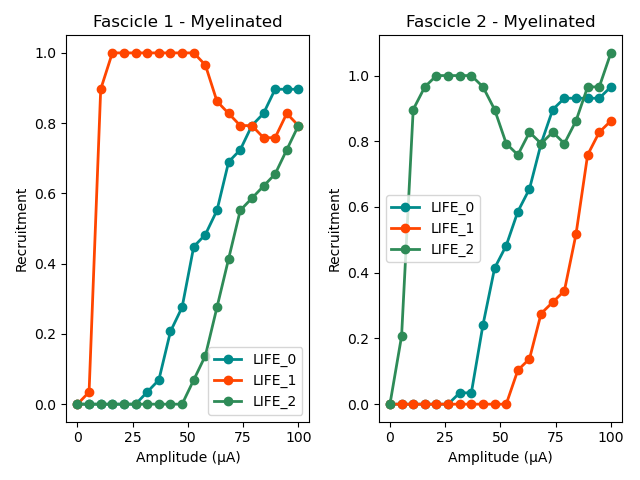 Fascicle 1 - Myelinated
Recruitment
1.0
0.8
0.6
0.4
0.2
0.0
0
25
50
75
100
Amplitude (μA)
LIFE_0
LIFE_1
LIFE_2
Fascicle 2 - Myelinated
Recruitment
1.0
0.8
0.6
0.4
0.2
0.0
0
25
50
75
100
Amplitude (μA)
LIFE_0
LIFE_1
LIFE_2